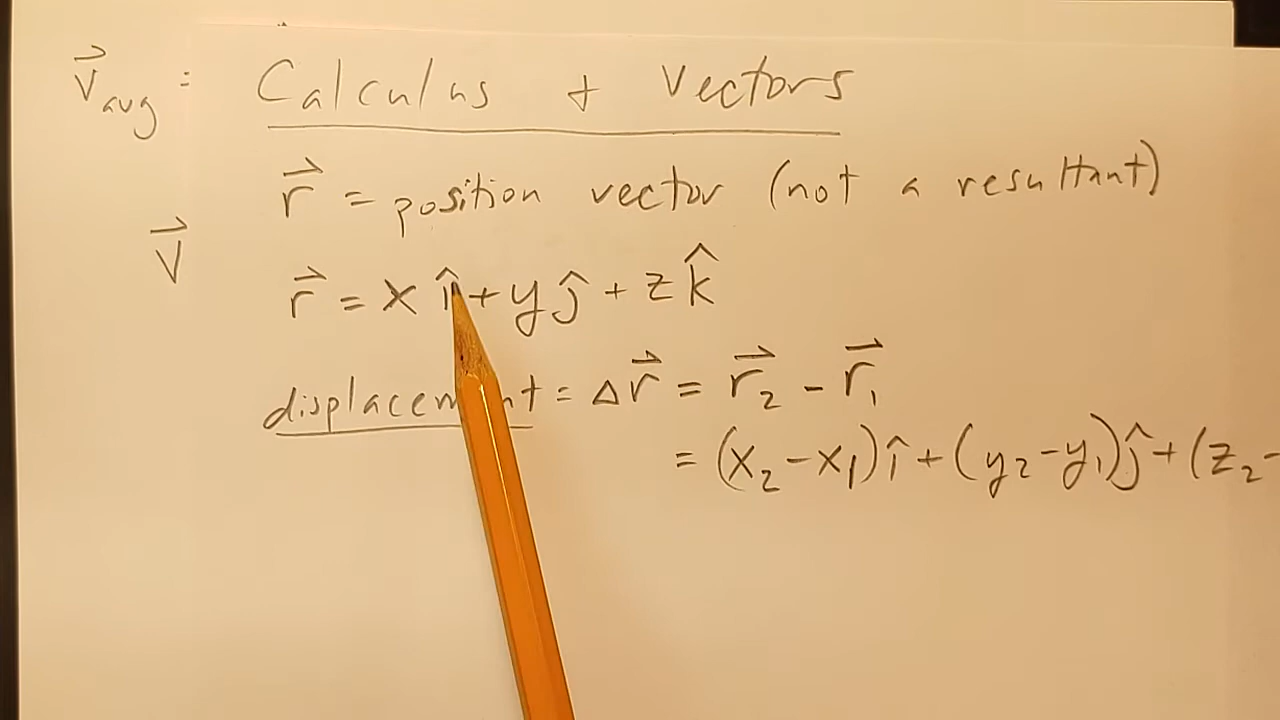 v⃗avg = Calculus + Vectors
r⃗ = position vector (not a resultant)
v⃗
r⃗ = x î + y ĵ + z k̂
displacement = Δr⃗ = r⃗₂ - r⃗₁
= (x₂ - x₁) î + (y₂ - y₁) ĵ + (z₂ -